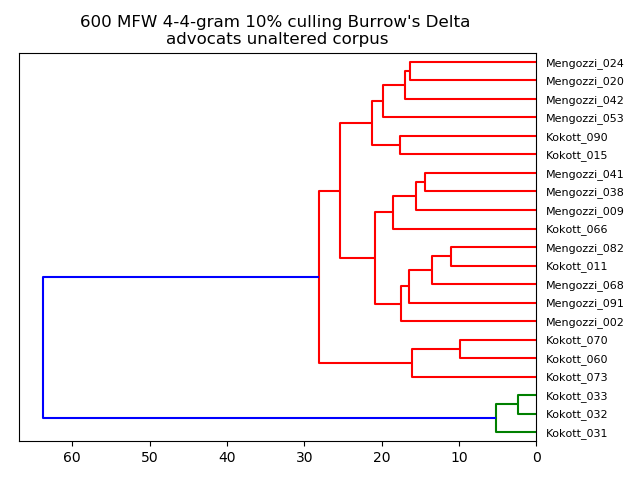 600 MFW 4-4-gram 10% culling Burrow's Delta
advocats unaltered corpus
Mengozzi_024
Mengozzi_020
Mengozzi_042
Mengozzi_053
Kokott_090
Kokott_015
Mengozzi_041
Mengozzi_038
Mengozzi_009
Kokott_066
Mengozzi_082
Kokott_011
Mengozzi_068
Mengozzi_091
Mengozzi_002
Kokott_070
Kokott_060
Kokott_073
Kokott_033
Kokott_032
Kokott_031
60 50 40 30 20 10 0